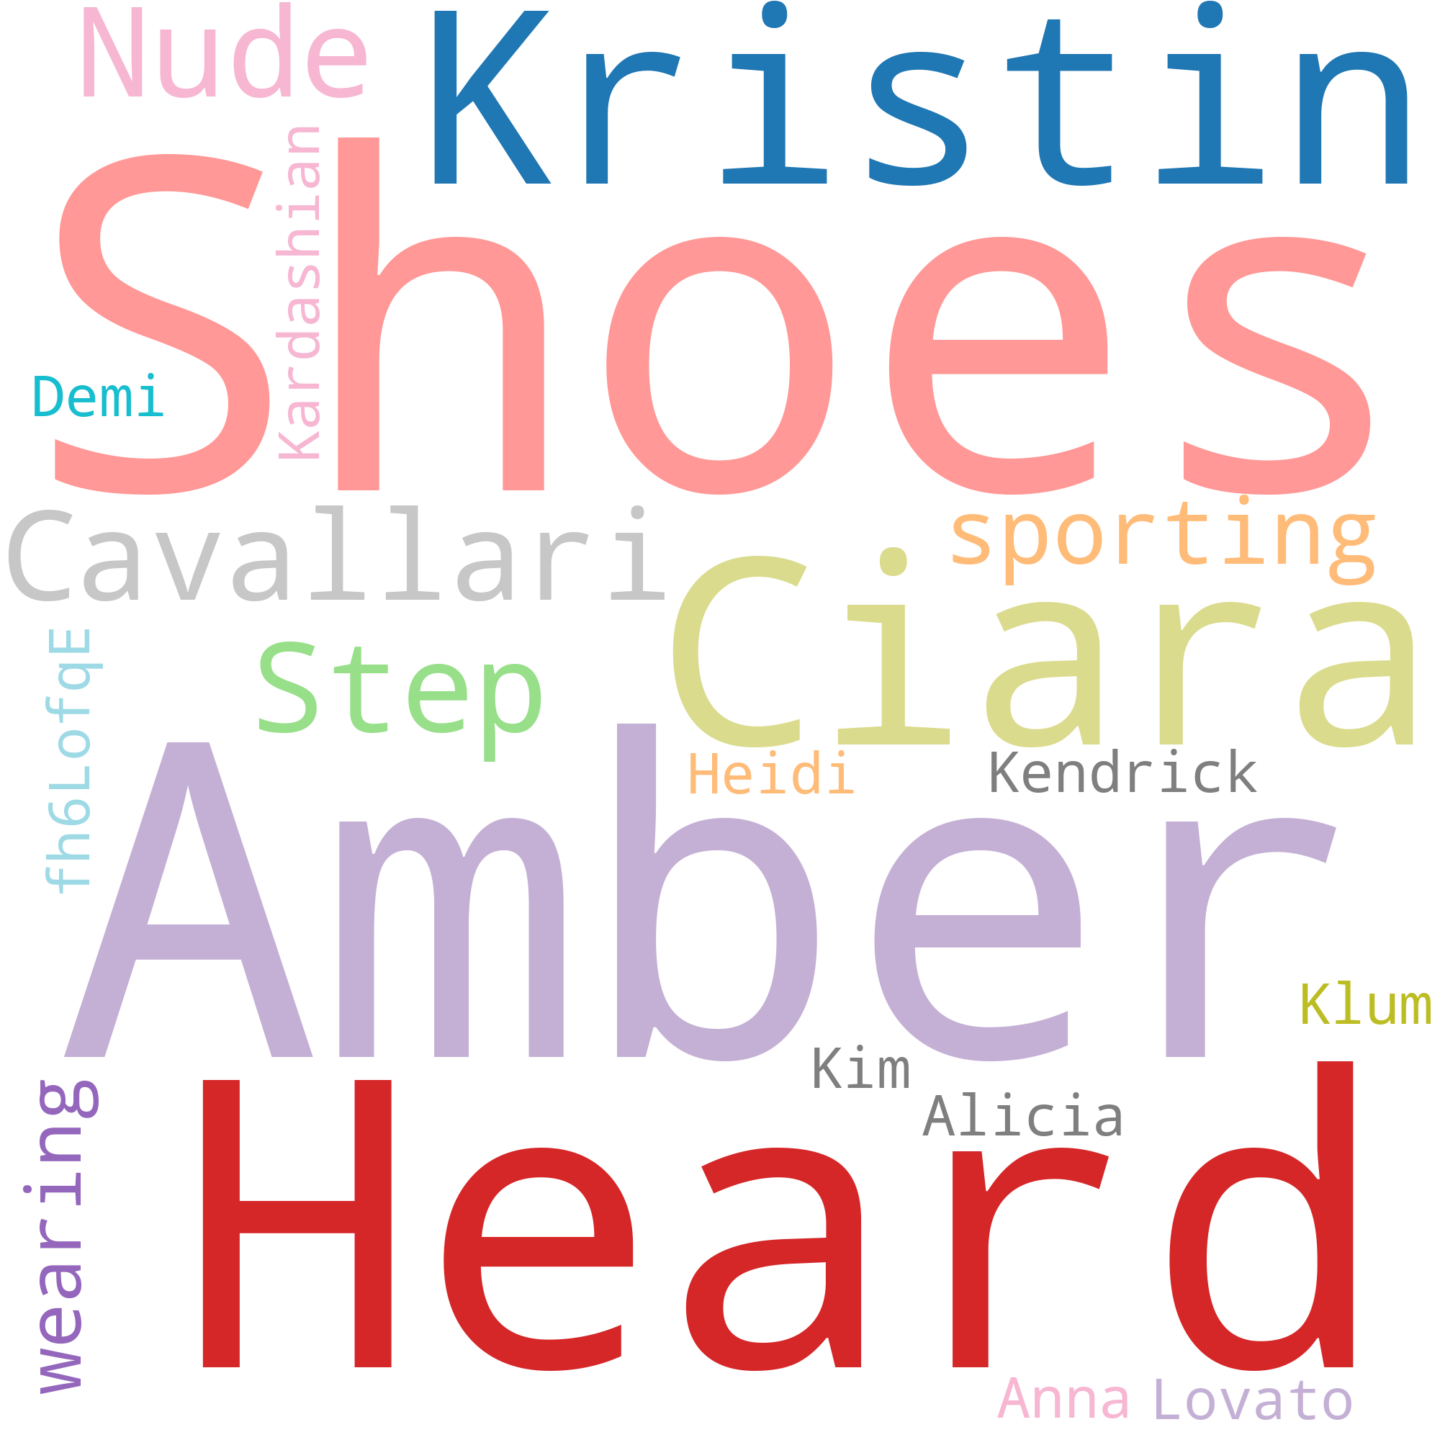 Nude
Kristin
Kardashian
Shoes
Demi
Cavallari
sporting
Ciara
Step
fh6LofqE
Heidi
Kendrick
Amber
Klum
Kim
Alicia
wearing
Heard
Anna
Lovato